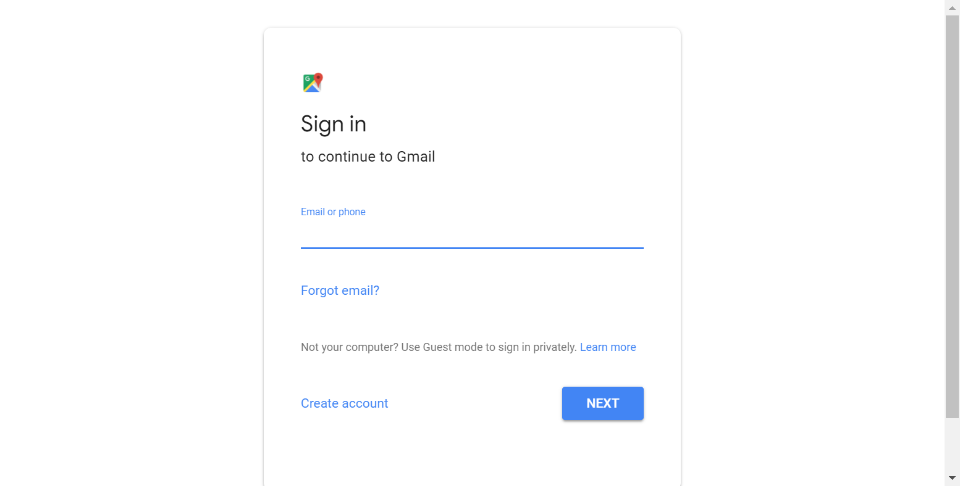 Sign in
to continue to Gmail
Email or phone
Forgot email?
Not your computer? Use Guest mode to sign in privately. Learn more
Create account
NEXT